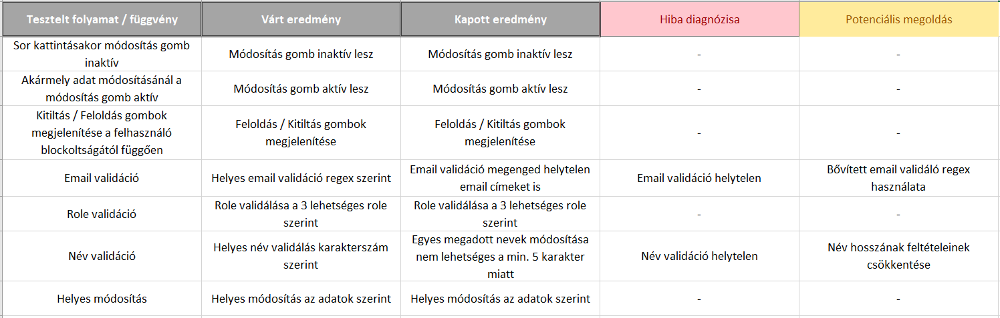 Tesztelt folyamat / függvény
Várt eredmény
Kapott eredmény
Hiba diagnózisa
Potenciális megoldás
Sor kattintásakor módosítás gomb
inaktív
Módosítás gomb inaktív lesz
Módosítás gomb inaktív lesz
-
-
Akármely adat módosításánál a
módosítás gomb aktív
Módosítás gomb aktív lesz
Módosítás gomb aktív lesz
-
-
Kitiltás / Feloldás gombok
megjelenítése a felhasználó
blockoltságától függően
Feloldás / Kitiltás gombok
megjelenítése
Feloldás / Kitiltás gombok
megjelenítése
-
-
Email validáció
Helyes email validáció regex szerint
Email validáció megenged helytelen
email címeket is
Email validáció helytelen
Bővített email validáló regex
használata
Role validáció
Role validálása a 3 lehetséges role
szerint
Role validálása a 3 lehetséges role
szerint
-
-
Név validáció
Helyes név validálás karakterszám
szerint
Egyes megadott nevek módosítása
nem lehetséges a min. 5 karakter
miatt
Név validáció helytelen
Név hosszának feltételeinek
csökkentése
Helyes módosítás
Helyes módosítás az adatok szerint
Helyes módosítás az adatok szerint
-
-